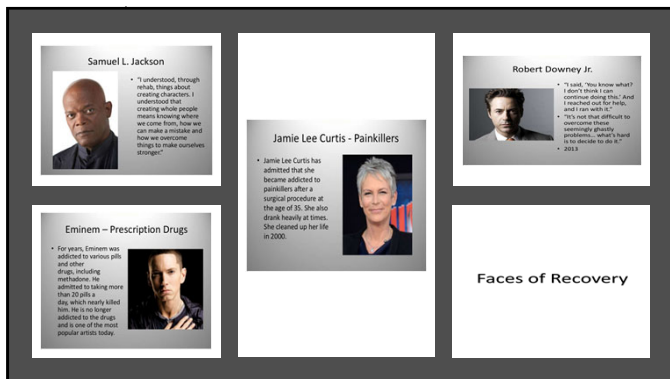 Samuel L. Jackson
• "I understood, through
rehab, things about
creating characters. I
understood that
creating whole people
means knowing where
we come from, how we
can make a mistake and
how we overcome
things to make ourselves
stronger."
Eminem – Prescription Drugs
• For years, Eminem was
addicted to various pills
and other
drugs, including
methadone. He
admitted to taking more
than 20 pills a
day, which nearly killed
him. He is no longer
addicted to the drugs
and is one of the most
popular artists today.
Jamie Lee Curtis - Painkillers
• Jamie Lee Curtis has
admitted that she
became addicted to
painkillers after a
surgical procedure at
the age of 35. She also
drank heavily at times.
She cleaned up her life
in 2000.
Robert Downey Jr.
• "I said, 'You know what?
I don't think I can
continue doing this.' And
I reached out for help,
and I ran with it."
• "It's not that difficult to
overcome these
seemingly ghastly
problems... what's hard
is to decide to do it."
• 2013
Faces of Recovery